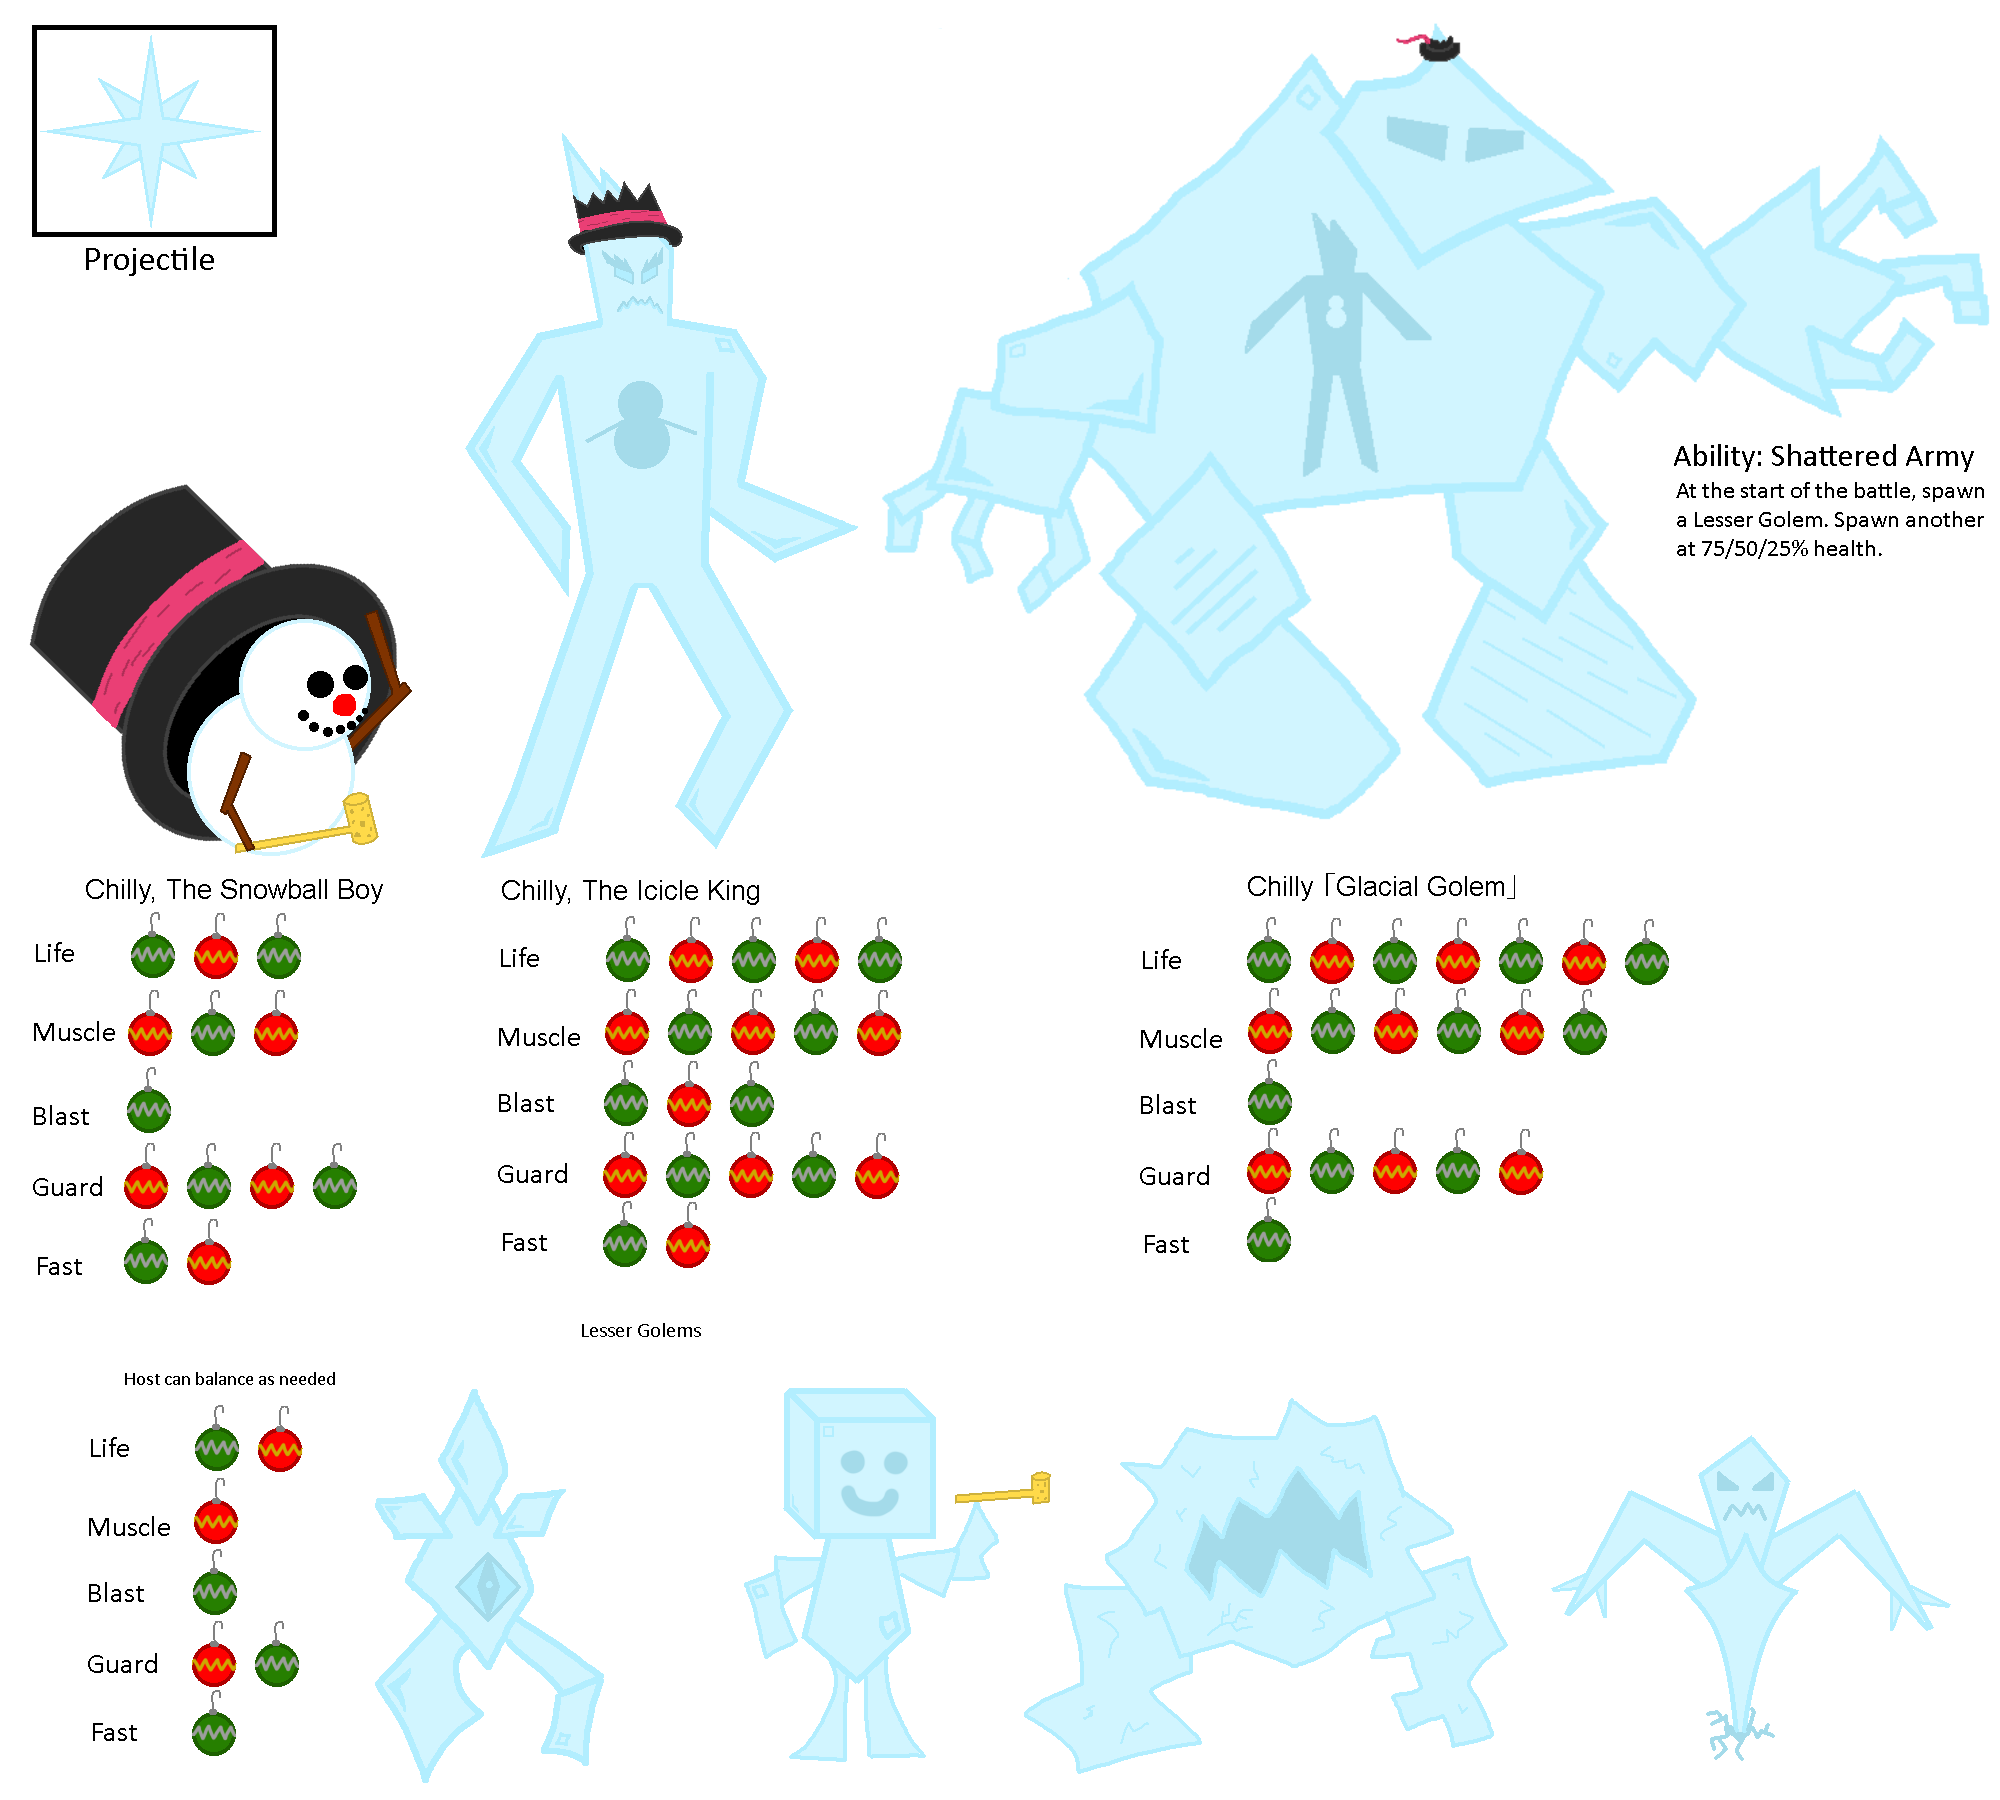 Projectile
Ability: Shattered Army
At the start of the battle, spawn
a Lesser Golem. Spawn another
at 75/50/25% health.
Chilly, The Snowball Boy
Life
Muscle
Blast
Guard
Fast
Chilly, The Icicle King
Life
Muscle
Blast
Guard
Fast
Chilly「Glacial Golem」
Life
Muscle
Blast
Guard
Fast
Lesser Golems
Host can balance as needed
Life
Muscle
Blast
Guard
Fast